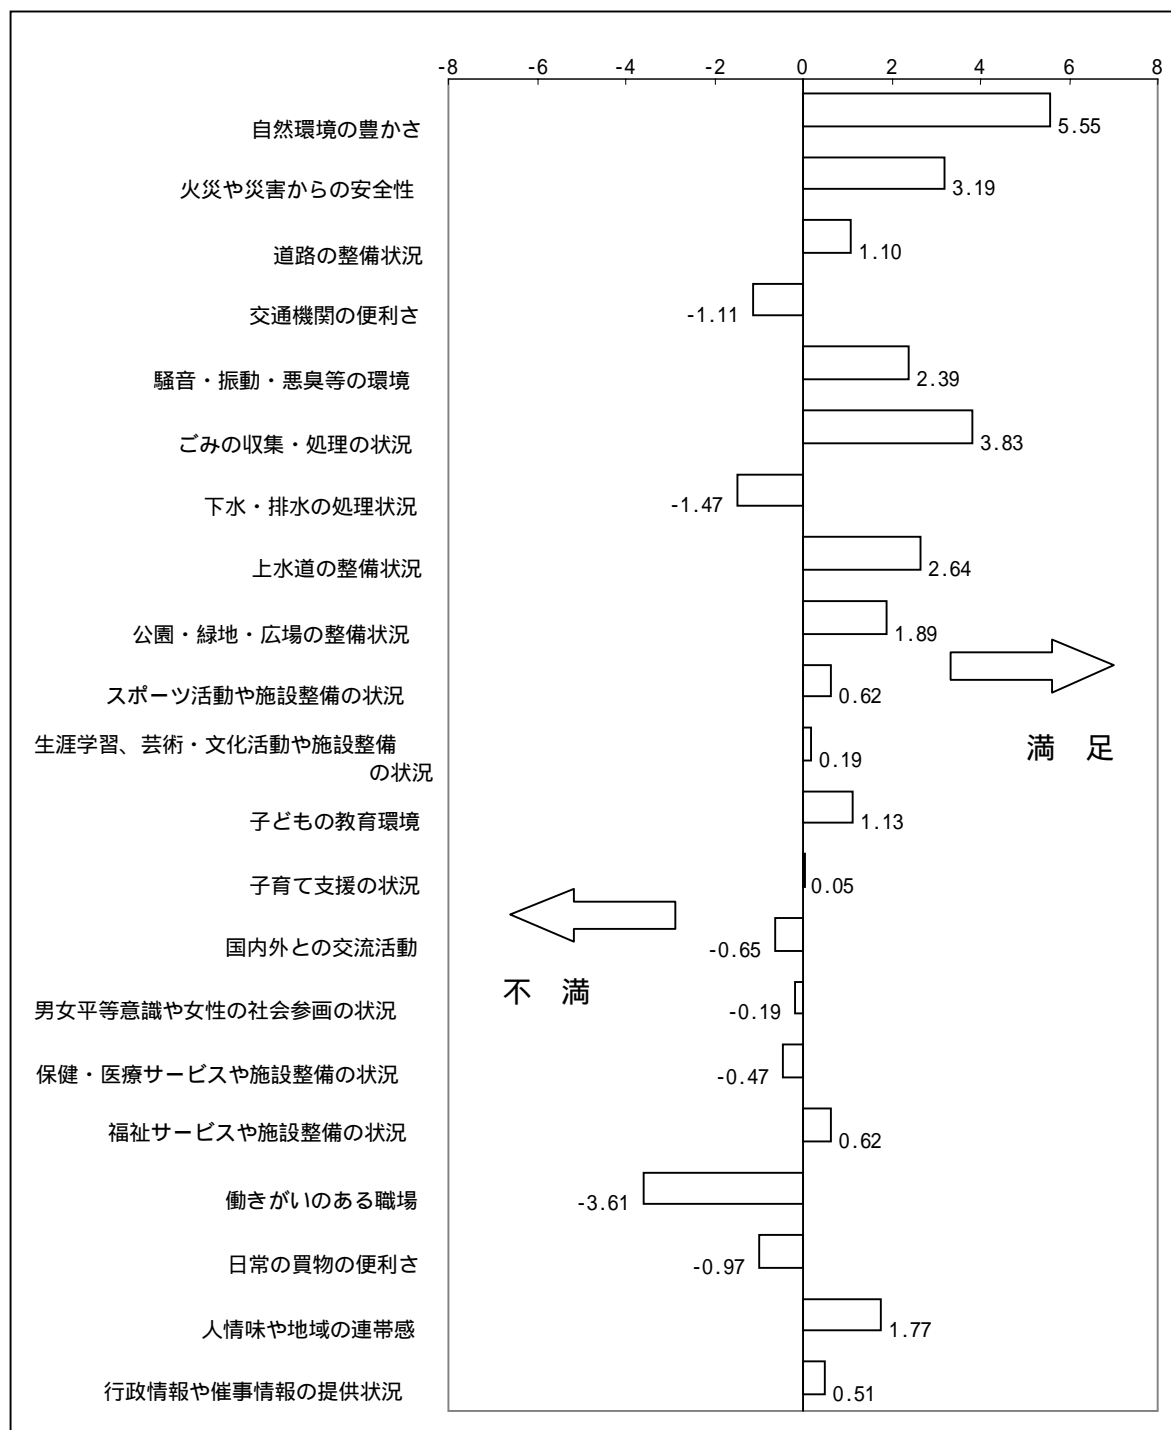 -8 -6 -4 -2 0 2 4 6 8
自然環境の豊かさ 5.55
火災や災害からの安全性 3.19
道路の整備状況 1.10
交通機関の便利さ -1.11
騒音・振動・悪臭等の環境 2.39
ごみの収集・処理の状況 3.83
下水・排水の処理状況 -1.47
上水道の整備状況 2.64
公園・緑地・広場の整備状況 1.89
スポーツ活動や施設整備の状況 0.62
満 足
生涯学習、芸術・文化活動や施設整備
の状況 0.19
子どもの教育環境 1.13
子育て支援の状況 0.05
国内外との交流活動 -0.65
不 満
男女平等意識や女性の社会参画の状況 -0.19
保健・医療サービスや施設整備の状況 -0.47
福祉サービスや施設整備の状況 0.62
働きがいのある職場 -3.61
日常の買物の便利さ -0.97
人情味や地域の連帯感 1.77
行政情報や催事情報の提供状況 0.51